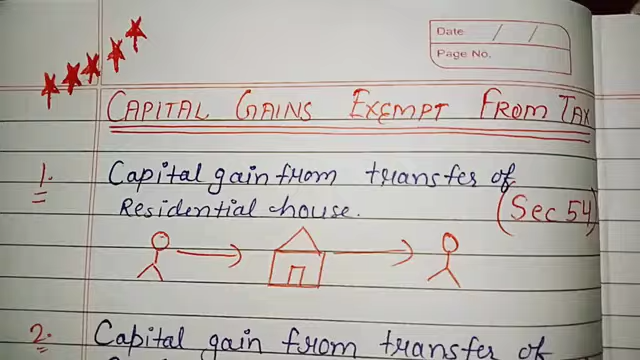 Date / /
Page No.
CAPITAL GAINS EXEMPT FROM TAX
1. Capital gain from transfer of
Residential house. (Sec 54)
2. Capital gain from transfer of